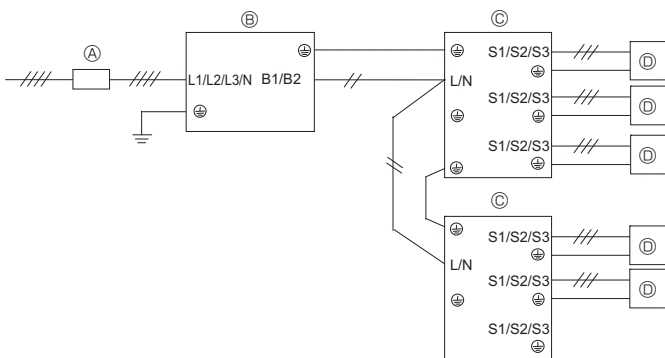 Ⓐ
Ⓑ
L1/L2/L3/N B1/B2
Ⓒ
L/N
S1/S2/S3
Ⓓ
S1/S2/S3
Ⓓ
S1/S2/S3
Ⓓ
Ⓒ
L/N
S1/S2/S3
Ⓓ
S1/S2/S3
Ⓓ
S1/S2/S3